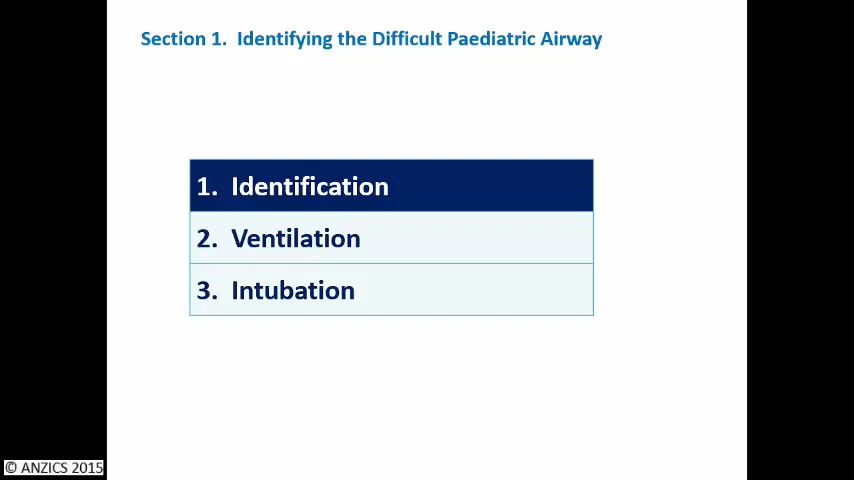 Section 1. Identifying the Difficult Paediatric Airway
1. Identification
2. Ventilation
3. Intubation
© ANZICS 2015